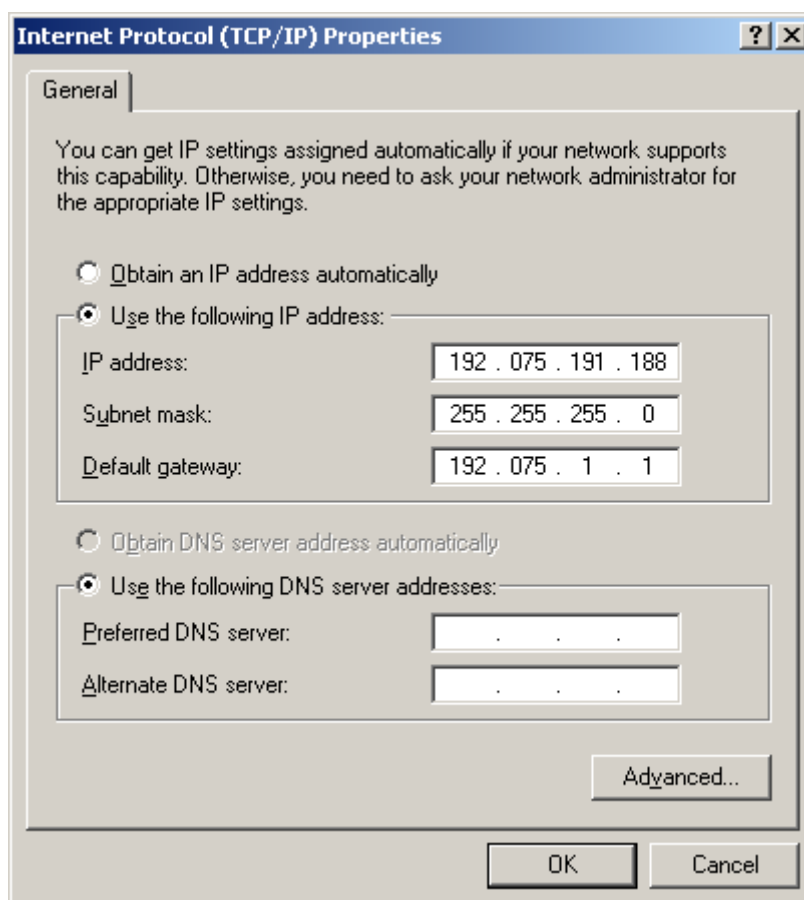 Internet Protocol (TCP/IP) Properties
? X
General
You can get IP settings assigned automatically if your network supports
this capability. Otherwise, you need to ask your network administrator for
the appropriate IP settings.
Obtain an IP address automatically
Use the following IP address:
IP address: 192 . 075 . 191 . 188
Subnet mask: 255 . 255 . 255 . 0
Default gateway: 192 . 075 . 1 . 1
Obtain DNS server address automatically
Use the following DNS server addresses:
Preferred DNS server: . . .
Alternate DNS server: . . .
Advanced...
OK Cancel